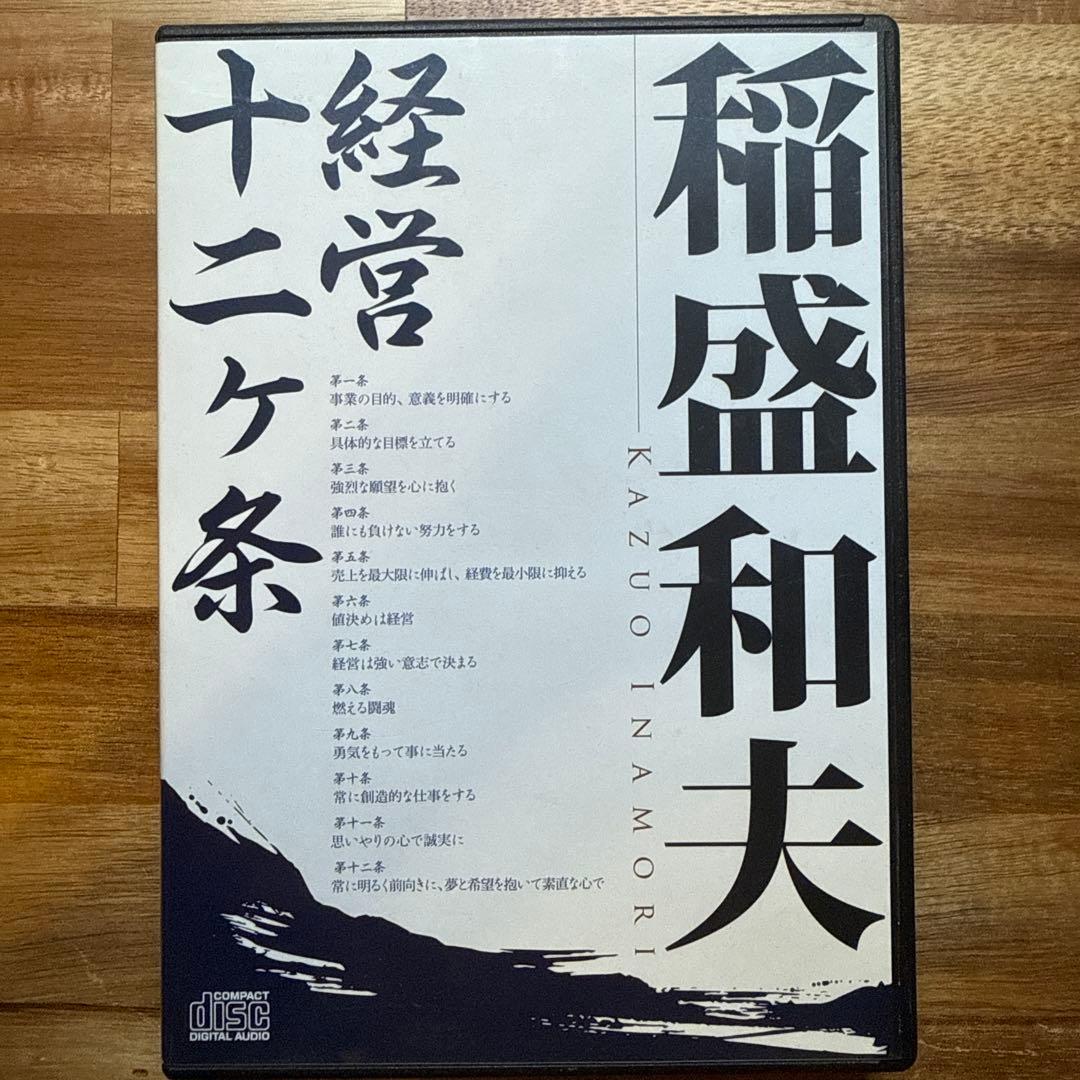 稲盛和夫
KAZUO INAMORI
経営
十二ケ条
第一条
事業の目的、意義を明確にする
第二条
具体的な目標を立てる
第三条
強烈な願望を心に抱く
第四条
誰にも負けない努力をする
第五条
売上を最大限に伸ばし、経費を最小限に抑える
第六条
値決めは経営
第七条
経営は強い意志で決まる
第八条
燃える闘魂
第九条
勇気をもって事に当たる
第十条
常に創造的な仕事をする
第十一条
思いやりの心で誠実に
第十二条
常に明るく前向きに、夢と希望を抱いて素直な心で
COMPACT
disc
DIGITAL AUDIO